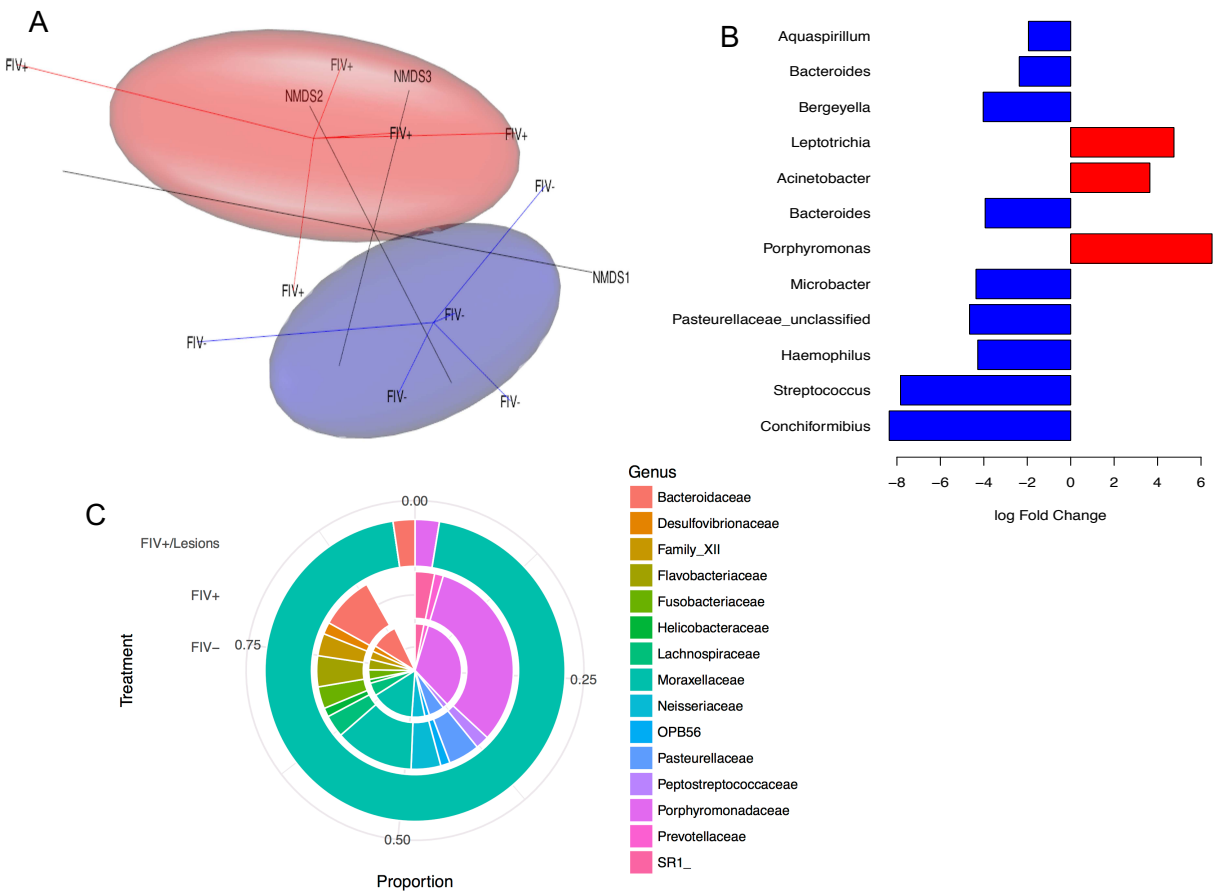 A
FIV+
FIV+
NMDS3
NMDS2
FIV+
FIV+
FIV-
NMDS1
FIV+
FIV-
FIV-
FIV-
FIV-
B
Aquaspirillum
Bacteroides
Bergeyella
Leptotrichia
Acinetobacter
Bacteroides
Porphyromonas
Microbacter
Pasteurellaceae_unclassified
Haemophilus
Streptococcus
Conchiformibius
−8 −6 −4 −2 0 2 4 6
log Fold Change
C
Treatment
FIV+/Lesions
FIV+
FIV−
0.00
0.25
0.50
0.75
Proportion
Genus
Bacteroidaceae
Desulfovibrionaceae
Family_XII
Flavobacteriaceae
Fusobacteriaceae
Helicobacteraceae
Lachnospiraceae
Moraxellaceae
Neisseriaceae
OPB56
Pasteurellaceae
Peptostreptococcaceae
Porphyromonadaceae
Prevotellaceae
SR1_